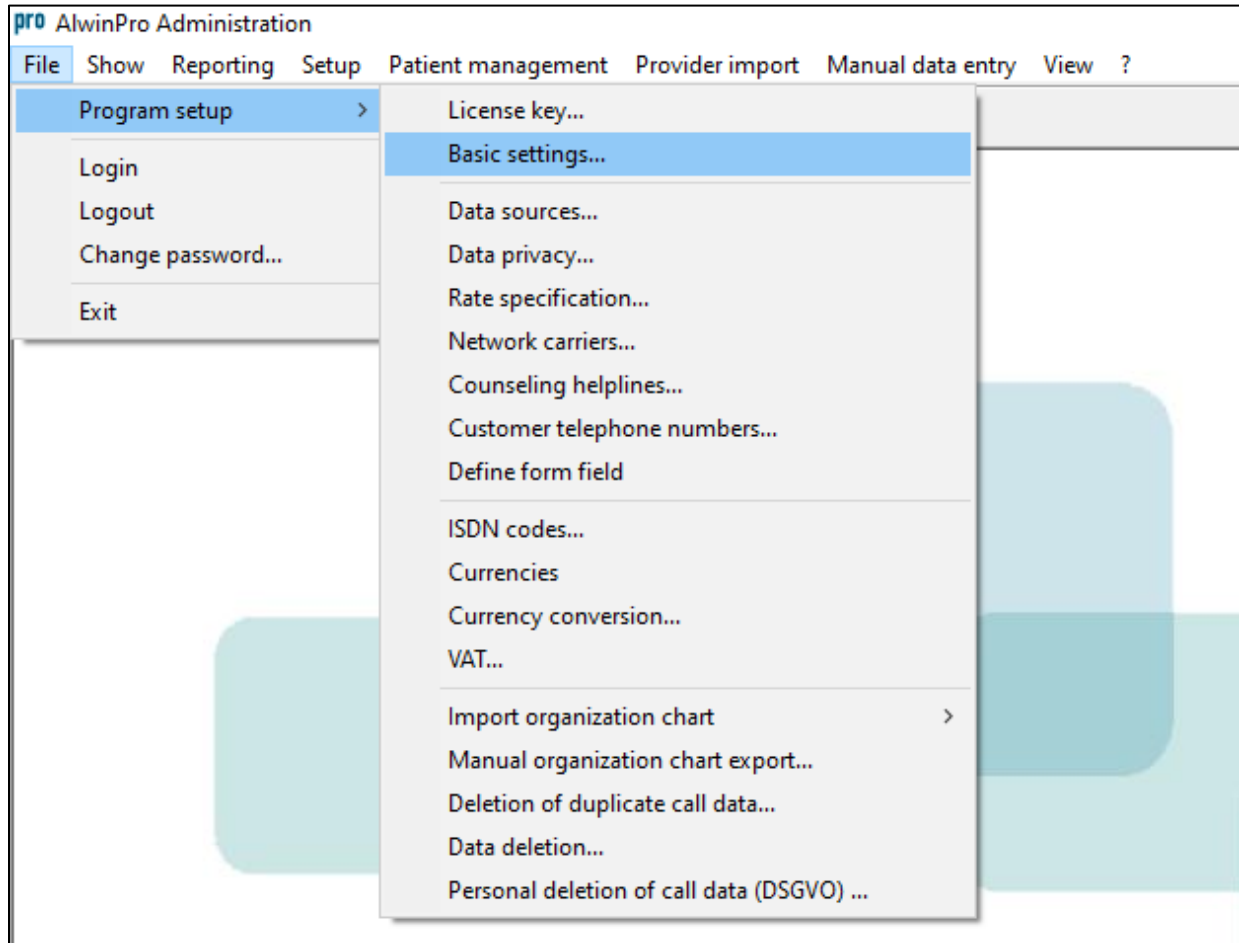 pro AlwinPro Administration
File Show Reporting Setup Patient management Provider import Manual data entry View ?
Program setup >
Login
Logout
Change password...
Exit
License key...
Basic settings...
Data sources...
Data privacy...
Rate specification...
Network carriers...
Counseling helplines...
Customer telephone numbers...
Define form field
ISDN codes...
Currencies
Currency conversion...
VAT...
Import organization chart >
Manual organization chart export...
Deletion of duplicate call data...
Data deletion...
Personal deletion of call data (DSGVO) ...